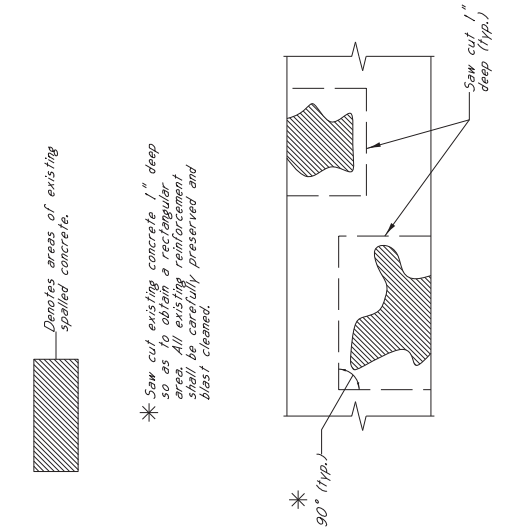 Denotes areas of existing
spalled concrete.
* Saw cut existing concrete 1" deep
so as to obtain a rectangular
area. All existing reinforcement
shall be carefully preserved and
blast cleaned.
*
90° (typ.)
Saw cut 1"
deep (typ.)